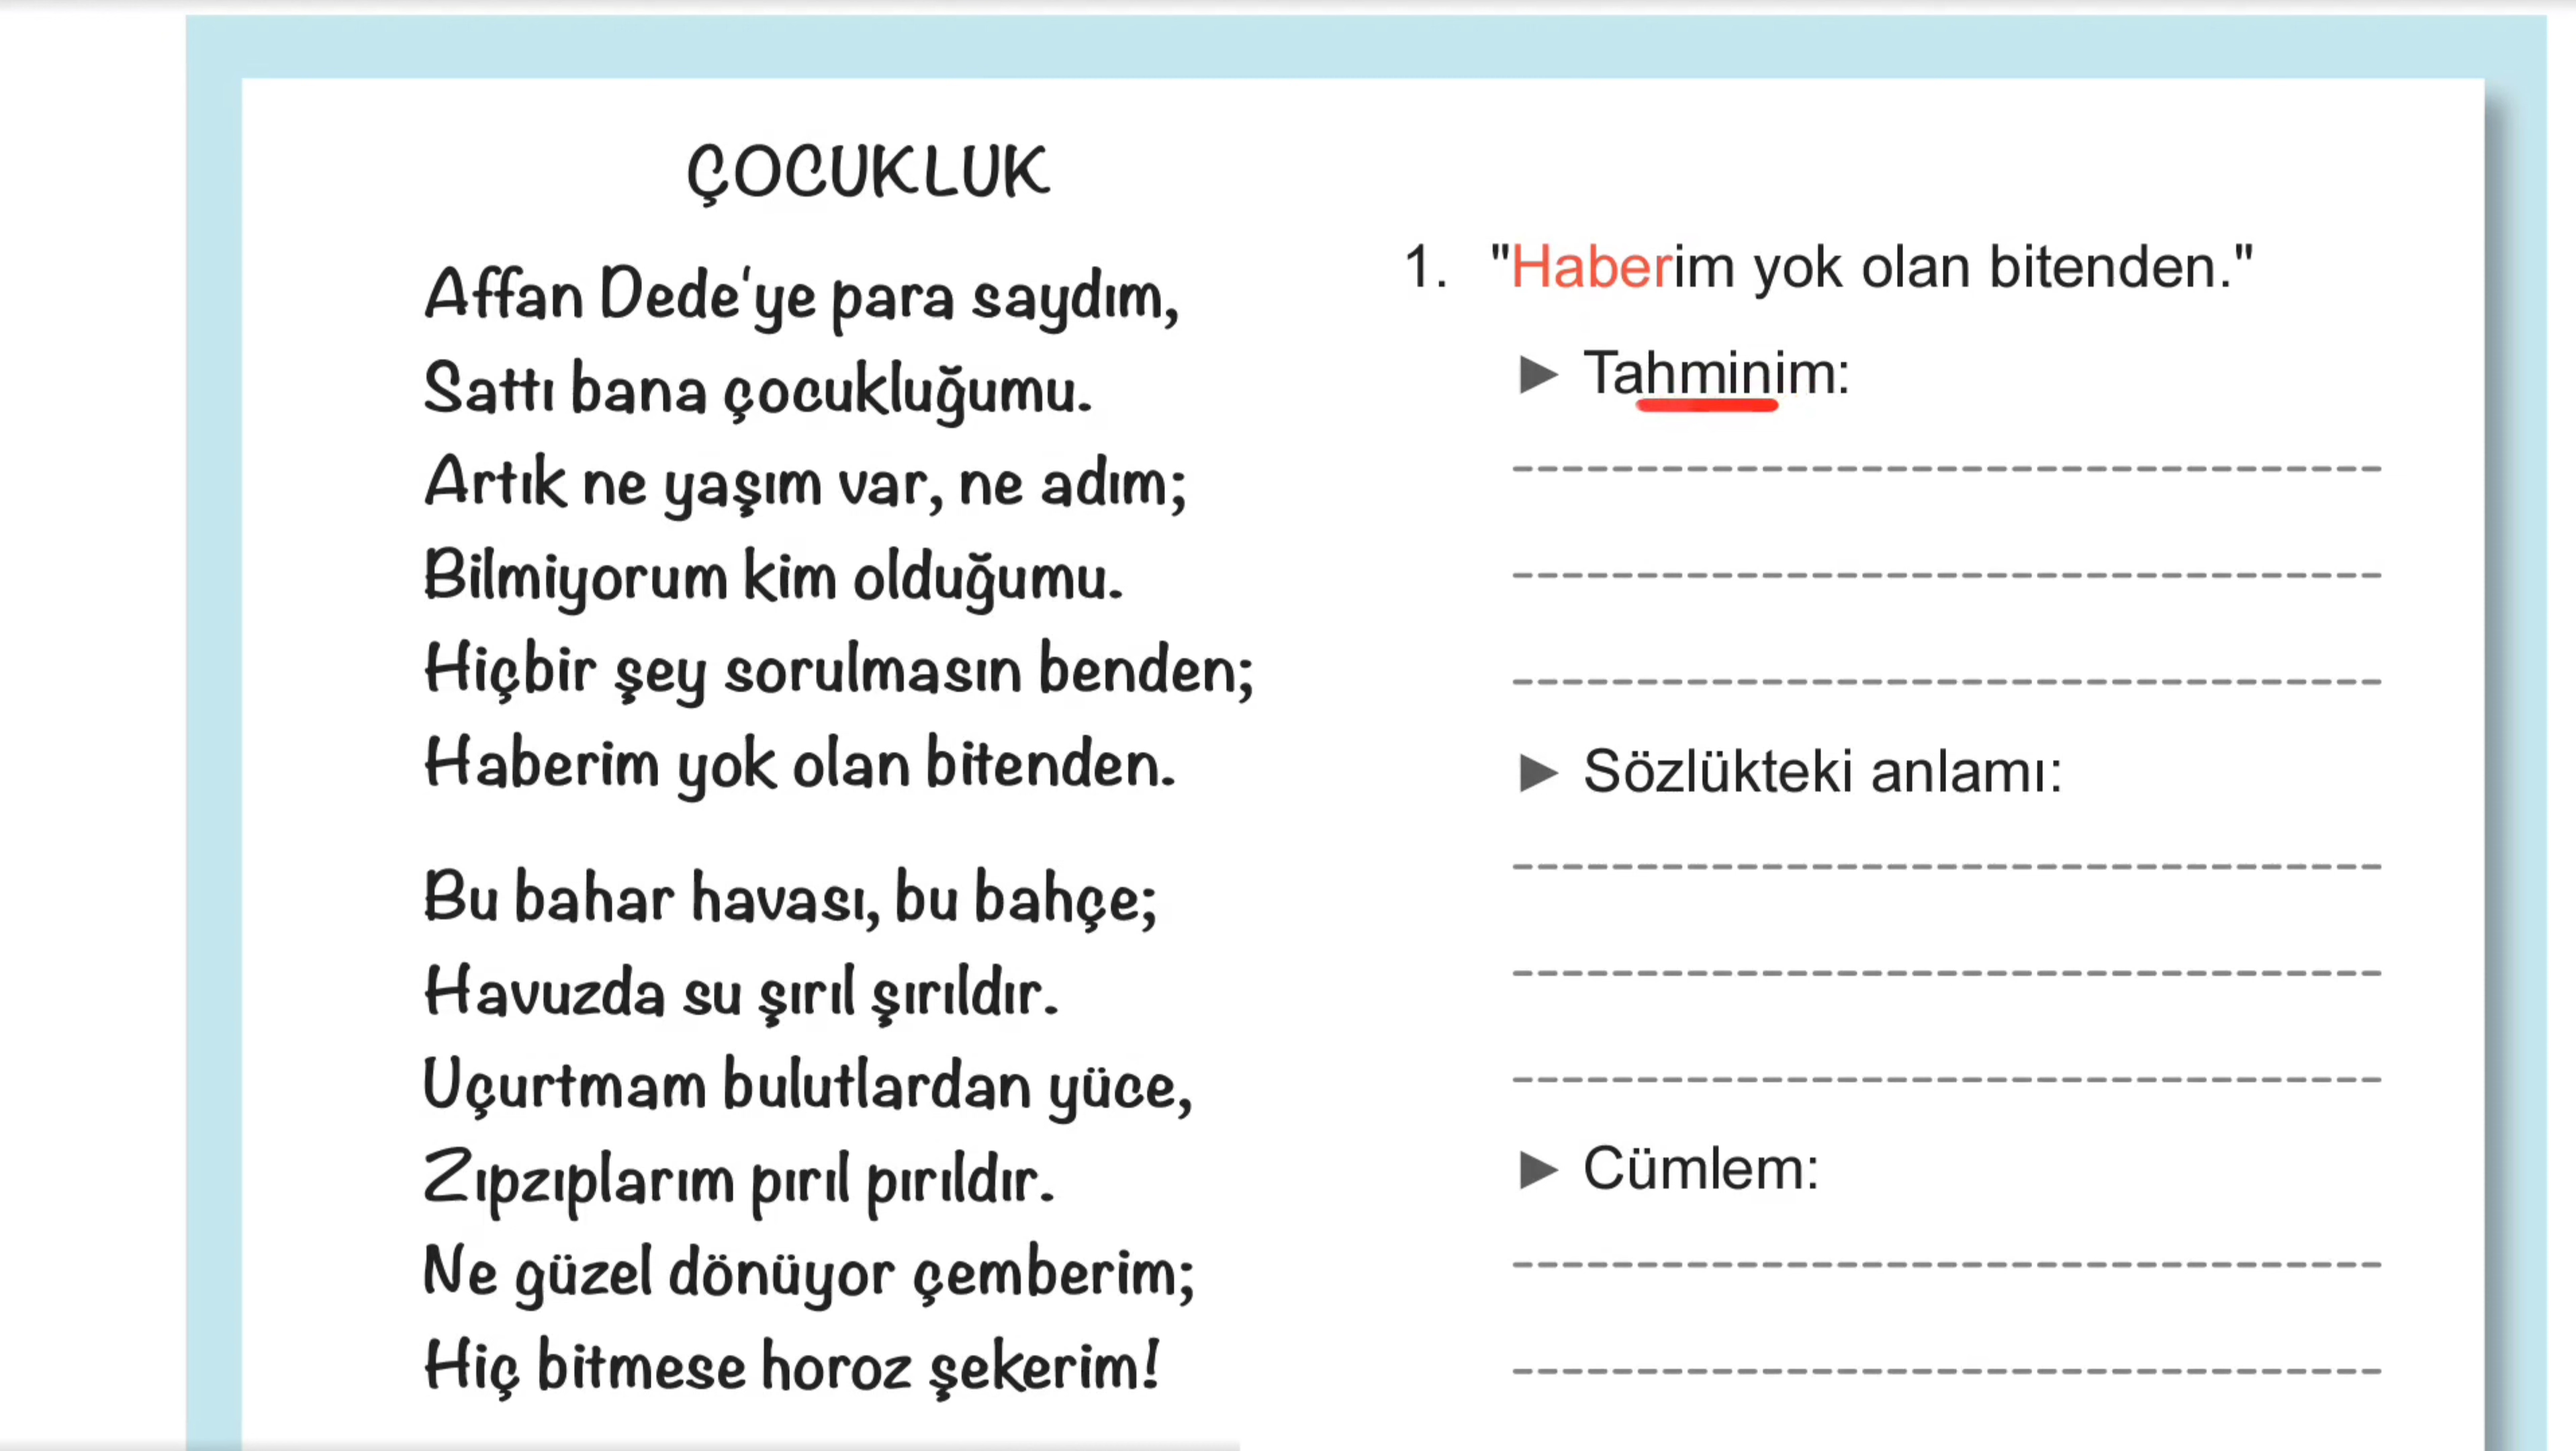 ÇOCUKLUK
Affan Dede'ye para saydım,
Sattı bana çocukluğumu.
Artık ne yaşım var, ne adım;
Bilmiyorum kim olduğumu.
Hiçbir şey sorulmasın benden;
Haberim yok olan bitenden.
Bu bahar havası, bu bahçe;
Havuzda su şırıl şırıldır.
Uçurtmam bulutlardan yüce,
Zıpzıplarım pırıl pırıldır.
Ne güzel dönüyor çemberim;
Hiç bitmese horoz şekerim!
1. "Haberim yok olan bitenden."
► Tahminim:
► Sözlükteki anlamı:
► Cümlem: